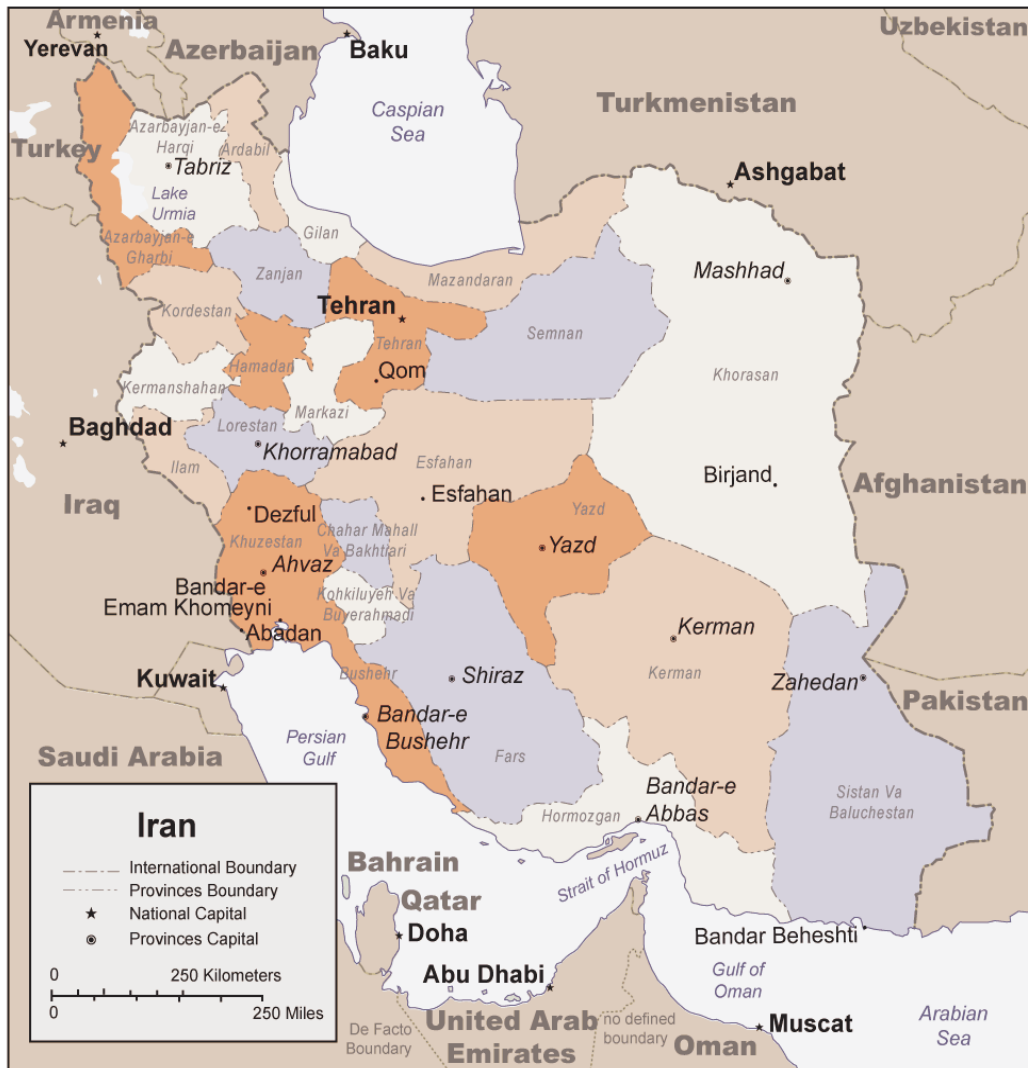 Armenia
Yerevan
Azerbaijan
Baku
Uzbekistan
Caspian
Sea
Turkmenistan
Turkey
Azarbayjan-e
Harqi
Ardabil
Tabriz
Lake
Urmia
Ashgabat
Azarbayjan-e
Gharbi
Gilan
Zanjan
Mazandaran
Mashhad
Kordestan
Tehran
Tehran
Semnan
Hamadan
Qom
Khorasan
Kermanshahan
Markazi
Baghdad
Lorestan
Khorramabad
Ilam
Esfahan
Esfahan
Birjand
Afghanistan
Iraq
Dezful
Khuzestan
Chahar Mahall
Va Bakhtiari
Yazd
Yazd
Ahvaz
Bandar-e
Emam Khomeyni
Kohkiluyeh Va
Buyerahmadi
Abadan
Kerman
Kerman
Kuwait
Bushehr
Shiraz
Zahedan
Pakistan
Bandar-e
Bushehr
Persian
Gulf
Saudi Arabia
Fars
Bandar-e
Abbas
Hormozgan
Sistan Va
Baluchestan
Iran
International Boundary
Provinces Boundary
National Capital
Provinces Capital
0 250 Kilometers
0 250 Miles
Bahrain
Strait of Hormuz
Qatar
Doha
Bandar Beheshti
Abu Dhabi
Gulf of
Oman
United Arab
Emirates
De Facto
Boundary
no defined
boundary
Oman
Muscat
Arabian
Sea